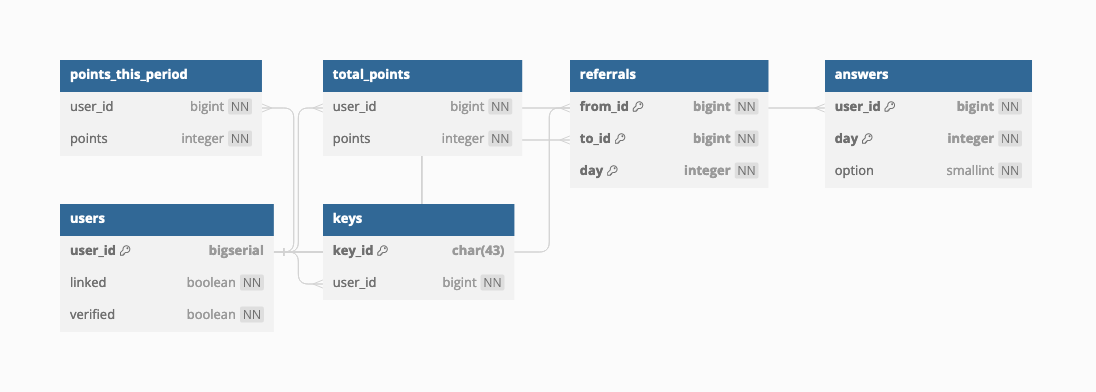 points_this_period
user_id bigint NN
points integer NN
total_points
user_id bigint NN
points integer NN
referrals
from_id bigint NN
to_id bigint NN
day integer NN
answers
user_id bigint NN
day integer NN
option smallint NN
users
user_id bigserial
linked boolean NN
verified boolean NN
keys
key_id char(43)
user_id bigint NN